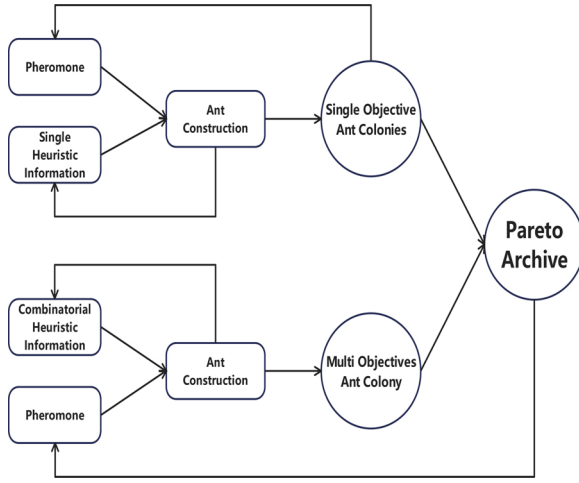 Pheromone
Single
Heuristic
Information
Ant
Construction
Single Objective
Ant Colonies
Pareto
Archive
Combinatorial
Heuristic
Information
Pheromone
Ant
Construction
Multi Objectives
Ant Colony